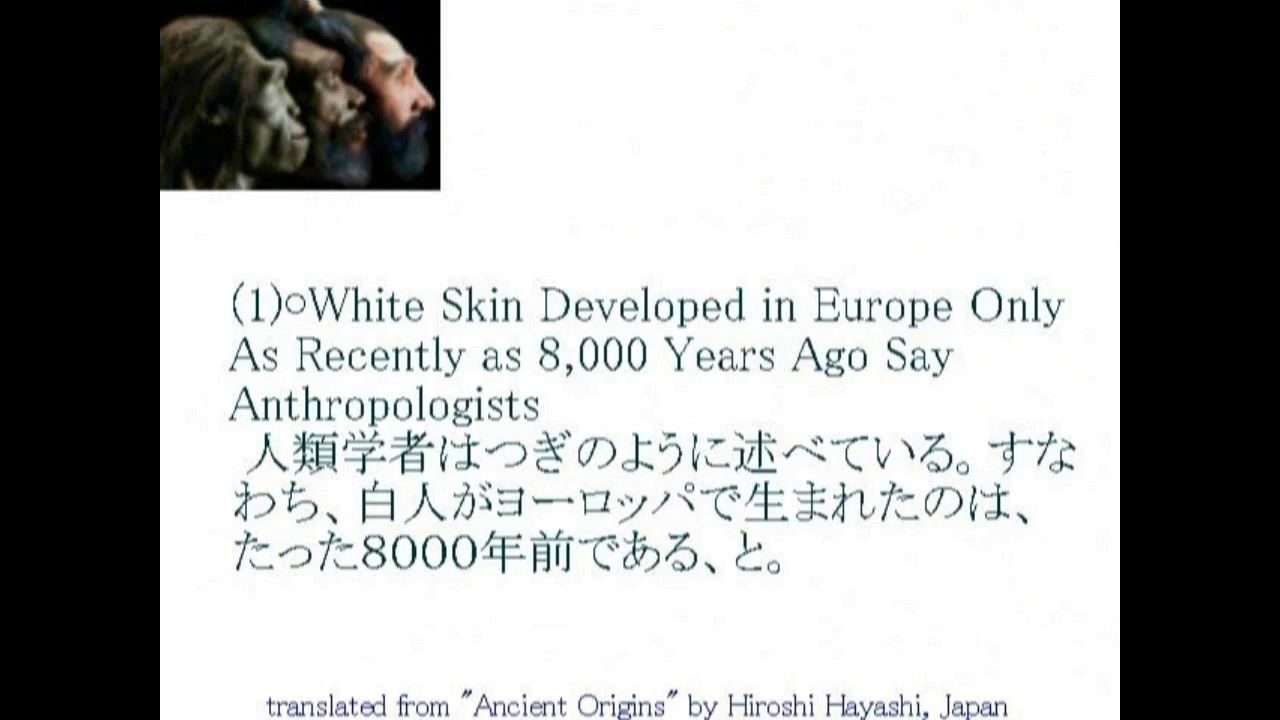 (1)○White Skin Developed in Europe Only
As Recently as 8,000 Years Ago Say
Anthropologists
人類学者はつぎのように述べている。すな
わち、白人がヨーロッパで生まれたのは、
たった8000年前である、と。
translated from "Ancient Origins" by Hiroshi Hayashi, Japan